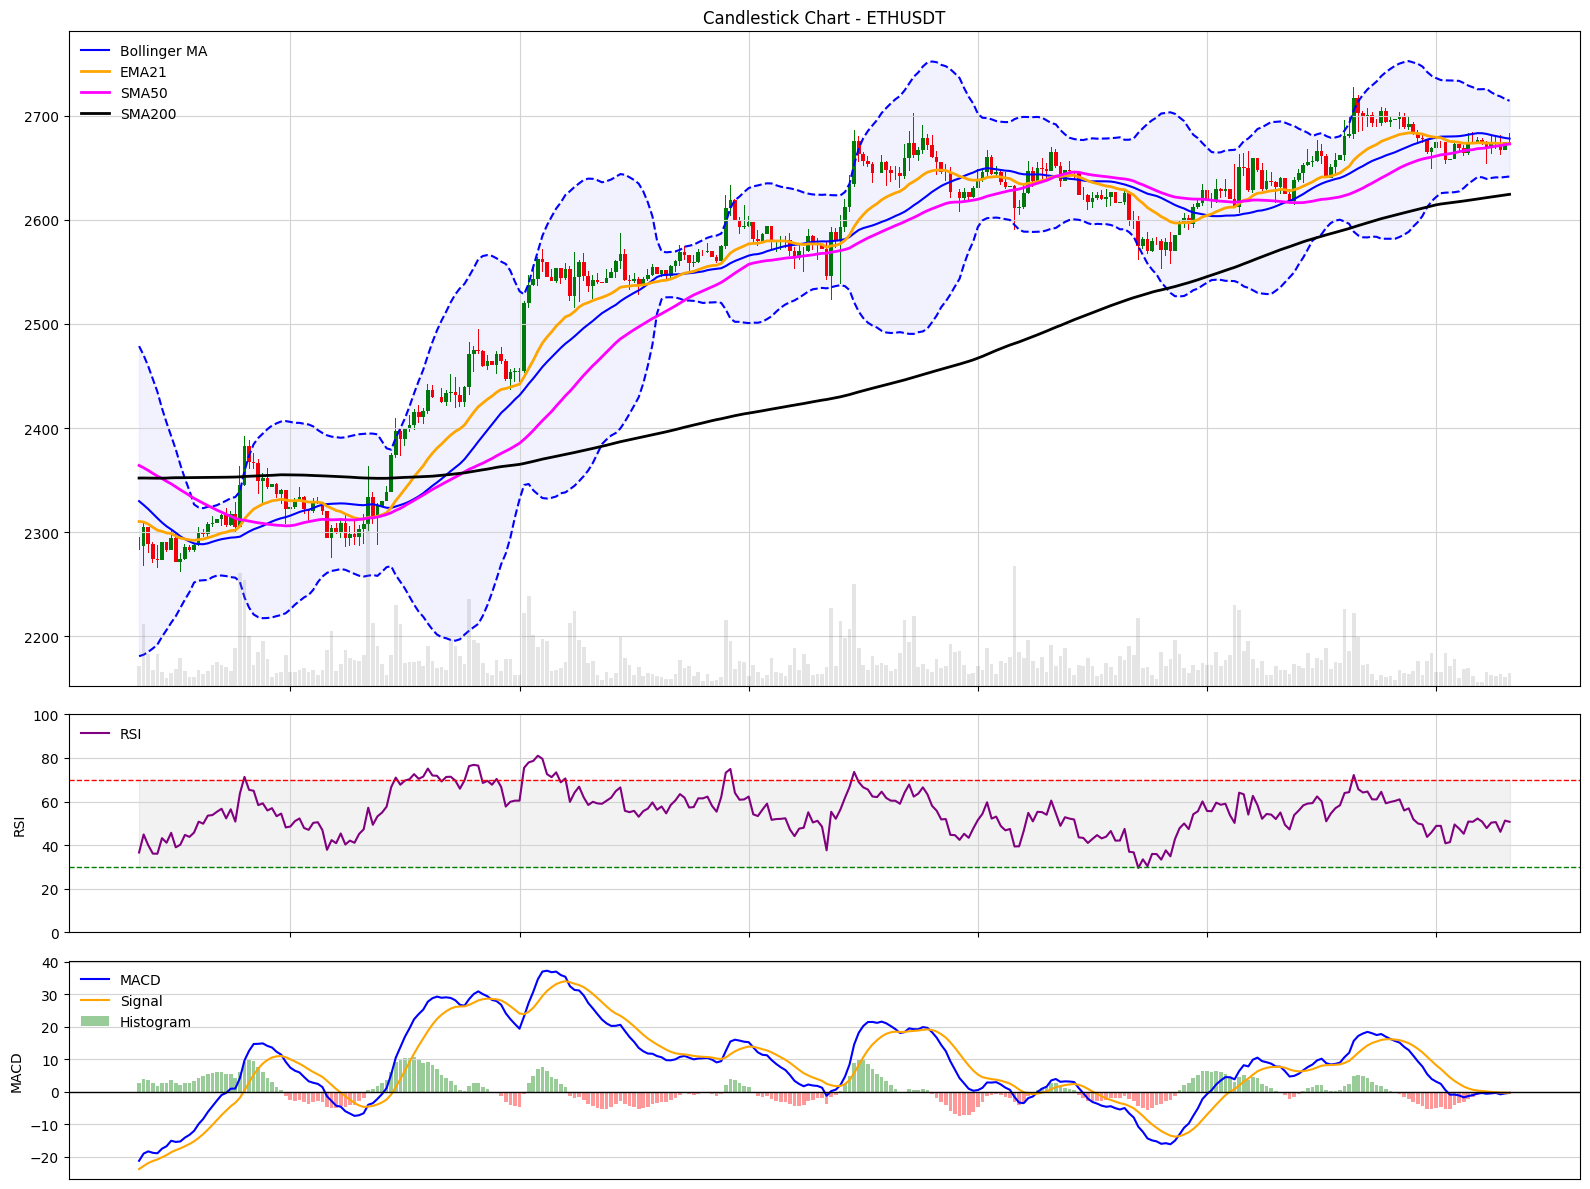 Candlestick Chart - ETHUSDT
Bollinger MA
EMA21
SMA50
SMA200
2700
2600
2500
2400
2300
2200
RSI
100
80
60
40
20
0
RSI
MACD
Signal
Histogram
40
30
20
10
0
−10
−20
MACD